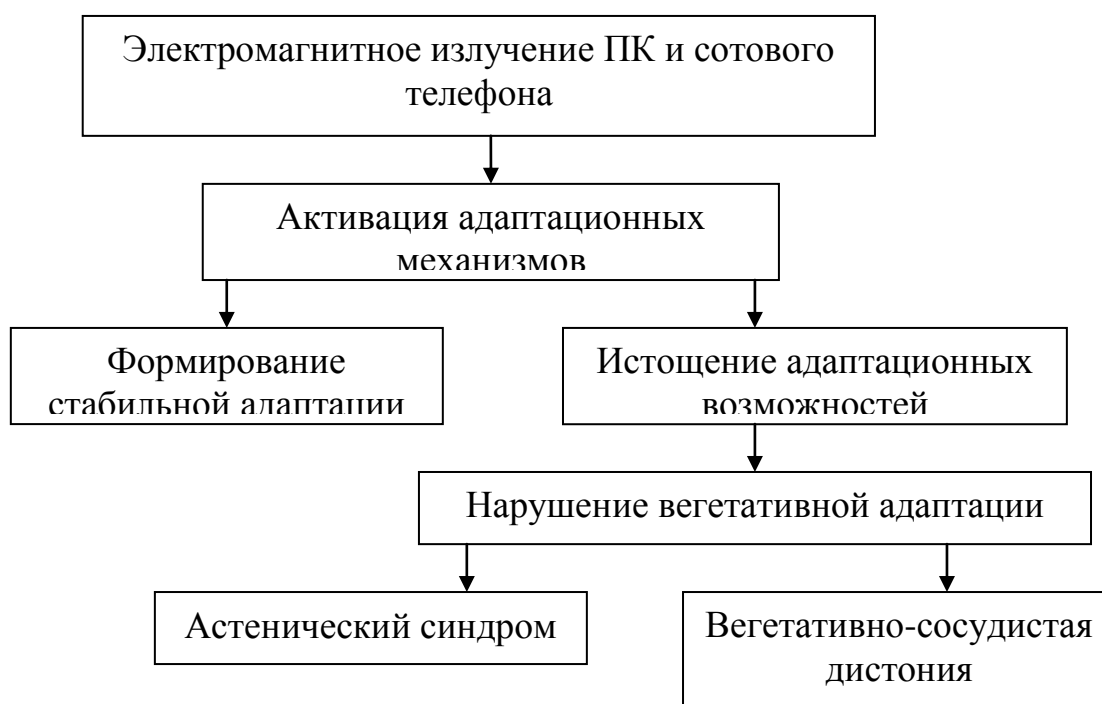 Электромагнитное излучение ПК и сотового
телефона
Активация адаптационных
механизмов
Формирование
стабильной адаптации
Истощение адаптационных
возможностей
Нарушение вегетативной адаптации
Астенический синдром
Вегетативно-сосудистая
дистония